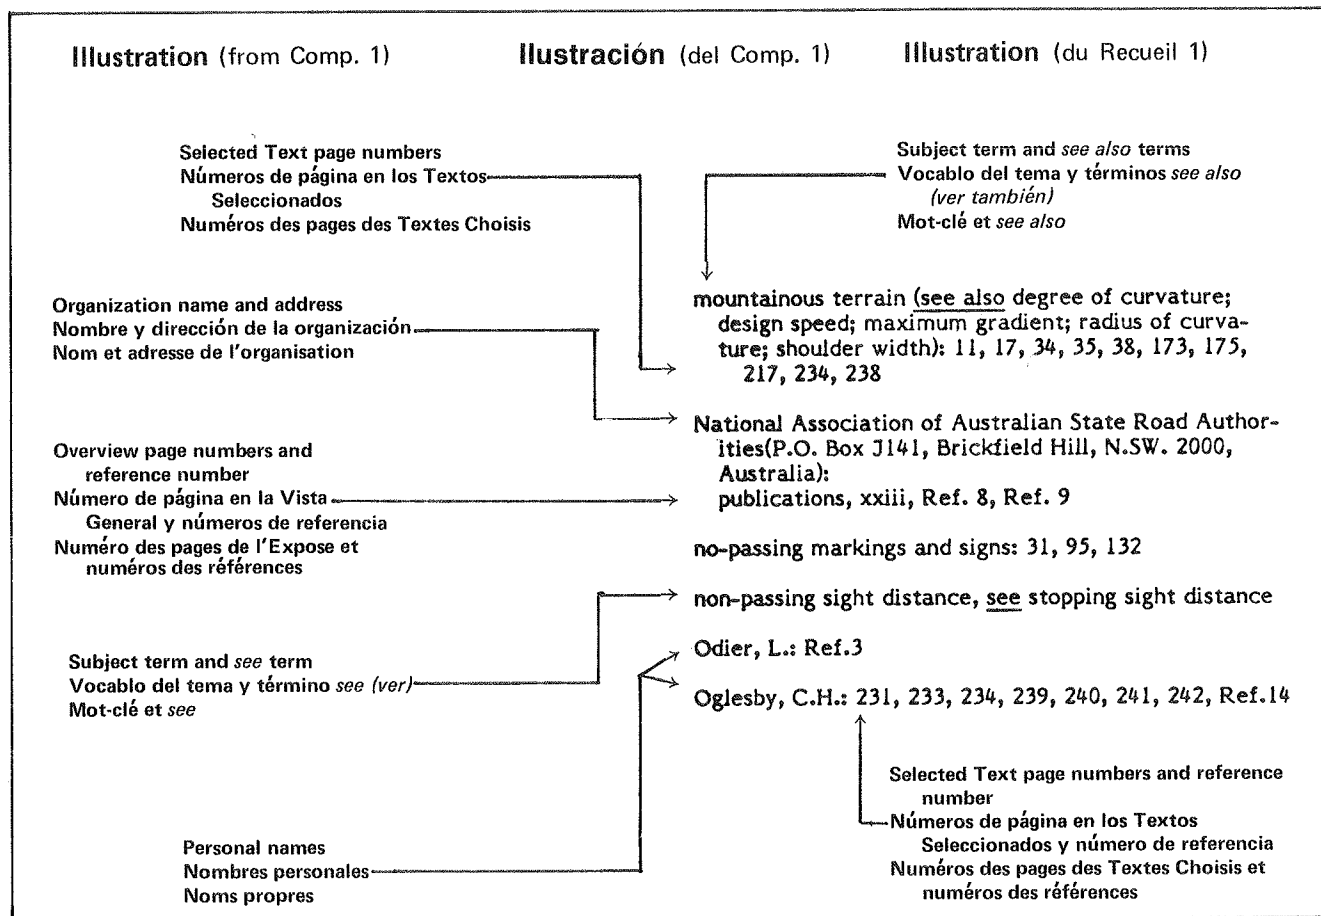 Illustration (from Comp. 1)
Ilustración (del Comp. 1)
Illustration (du Recueil 1)
Selected Text page numbers
Números de página en los Textos
Seleccionados
Numéros des pages des Textes Choisis
Subject term and see also terms
Vocablo del tema y términos see also
(ver también)
Mot-clé et see also
Organization name and address
Nombre y dirección de la organización
Nom et adresse de l'organisation
Overview page numbers and
reference number
Número de página en la Vista
General y números de referencia
Numéro des pages de l'Expose et
numéros des références
Subject term and see term
Vocablo del tema y término see (ver)
Mot-clé et see
Personal names
Nombres personales
Noms propres
mountainous terrain (see also degree of curvature;
design speed; maximum gradient; radius of curva-
ture; shoulder width): 11, 17, 34, 35, 38, 173, 175,
217, 234, 238
National Association of Australian State Road Author-
ities(P.O. Box J141, Brickfield Hill, N.SW. 2000,
Australia):
publications, xxiii, Ref. 8, Ref. 9
no-passing markings and signs: 31, 95, 132
non-passing sight distance, see stopping sight distance
Odier, L.: Ref.3
Oglesby, C.H.: 231, 233, 234, 239, 240, 241, 242, Ref.14
Selected Text page numbers and reference
number
Números de página en los Textos
Seleccionados y número de referencia
Numéros des pages des Textes Choisis et
numéros des références